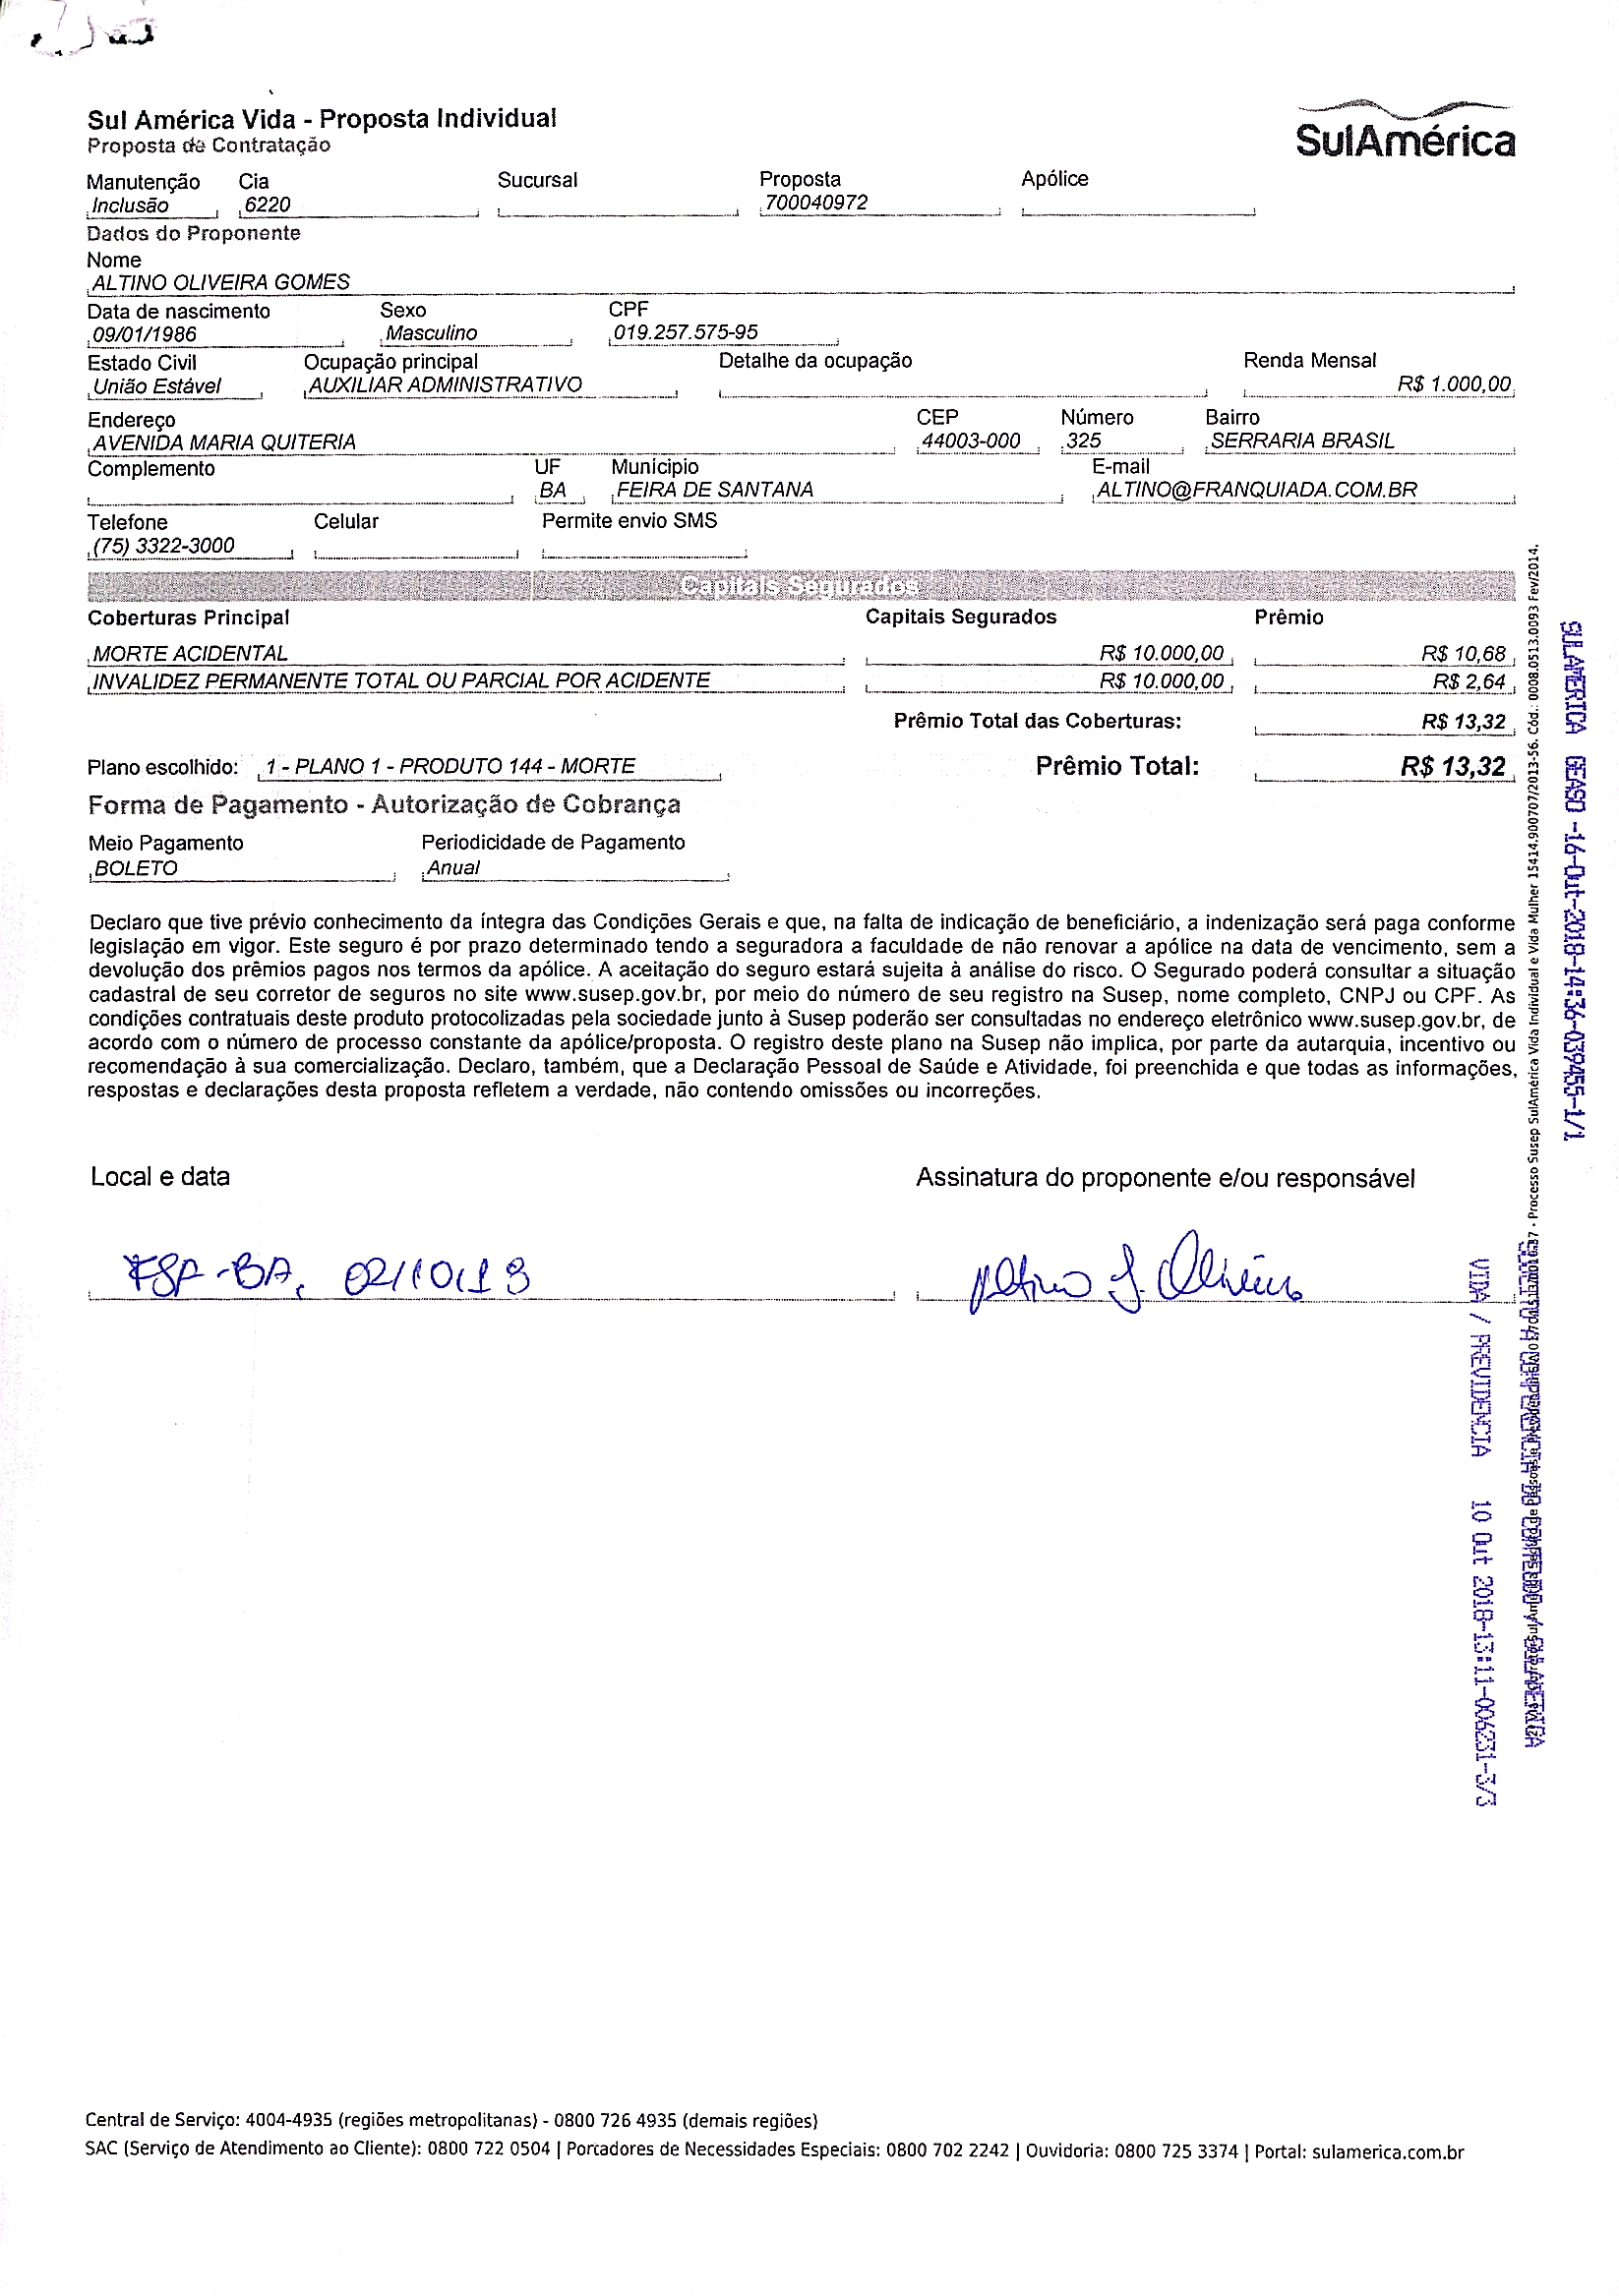 Sul América Vida - Proposta Individual
Proposta de Contratação
SulAmérica
Manutenção Cia Sucursal Proposta Apólice
Inclusão 6220 700040972
Dados do Proponente
Nome
ALTINO OLIVEIRA GOMES
Data de nascimento Sexo CPF
09/01/1986 Masculino 019.257.575-95
Estado Civil Ocupação principal Detalhe da ocupação Renda Mensal
União Estável AUXILIAR ADMINISTRATIVO R$ 1.000,00
Endereço CEP Número Bairro
AVENIDA MARIA QUITERIA 44003-000 325 SERRARIA BRASIL
Complemento UF Município E-mail
BA FEIRA DE SANTANA ALTINO@FRANQUIADA.COM.BR
Telefone Celular Permite envio SMS
(75) 3322-3000
Capitais Segurados
Coberturas Principal Capitais Segurados Prêmio
MORTE ACIDENTAL R$ 10.000,00 R$ 10,68
INVALIDEZ PERMANENTE TOTAL OU PARCIAL POR ACIDENTE R$ 10.000,00 R$ 2,64
Prêmio Total das Coberturas: R$ 13,32
Plano escolhido: 1 - PLANO 1 - PRODUTO 144 - MORTE Prêmio Total: R$ 13,32
Forma de Pagamento - Autorização de Cobrança
Meio Pagamento Periodicidade de Pagamento
BOLETO Anual
Declaro que tive prévio conhecimento da íntegra das Condições Gerais e que, na falta de indicação de beneficiário, a indenização será paga conforme
legislação em vigor. Este seguro é por prazo determinado tendo a seguradora a faculdade de não renovar a apólice na data de vencimento, sem a
devolução dos prêmios pagos nos termos da apólice. A aceitação do seguro estará sujeita à análise do risco. O Segurado poderá consultar a situação
cadastral de seu corretor de seguros no site www.susep.gov.br, por meio do número de seu registro na Susep, nome completo, CNPJ ou CPF. As
condições contratuais deste produto protocolizadas pela sociedade junto à Susep poderão ser consultadas no endereço eletrônico www.susep.gov.br, de
acordo com o número de processo constante da apólice/proposta. O registro deste plano na Susep não implica, por parte da autarquia, incentivo ou
recomendação à sua comercialização. Declaro, também, que a Declaração Pessoal de Saúde e Atividade, foi preenchida e que todas as informações,
respostas e declarações desta proposta refletem a verdade, não contendo omissões ou incorreções.
Local e data Assinatura do proponente e/ou responsável
FSA-BA, 02/10/18 Altino G. Oliveira
Processo Susep SulAmérica Vida Individual e Vida Mulher 15414.900707/2013-56. Cód.: 0008.0513.0093 Fev/2014.
SULAMERICA GEASD -16-Out-2018-14:36-039455-1/1
VIDA / PREVIDENCIA 10 Out 2018-13:11-006231-3/3
Central de Serviço: 4004-4935 (regiões metropolitanas) - 0800 726 4935 (demais regiões)
SAC (Serviço de Atendimento ao Cliente): 0800 722 0504 | Portadores de Necessidades Especiais: 0800 702 2242 | Ouvidoria: 0800 725 3374 | Portal: sulamerica.com.br